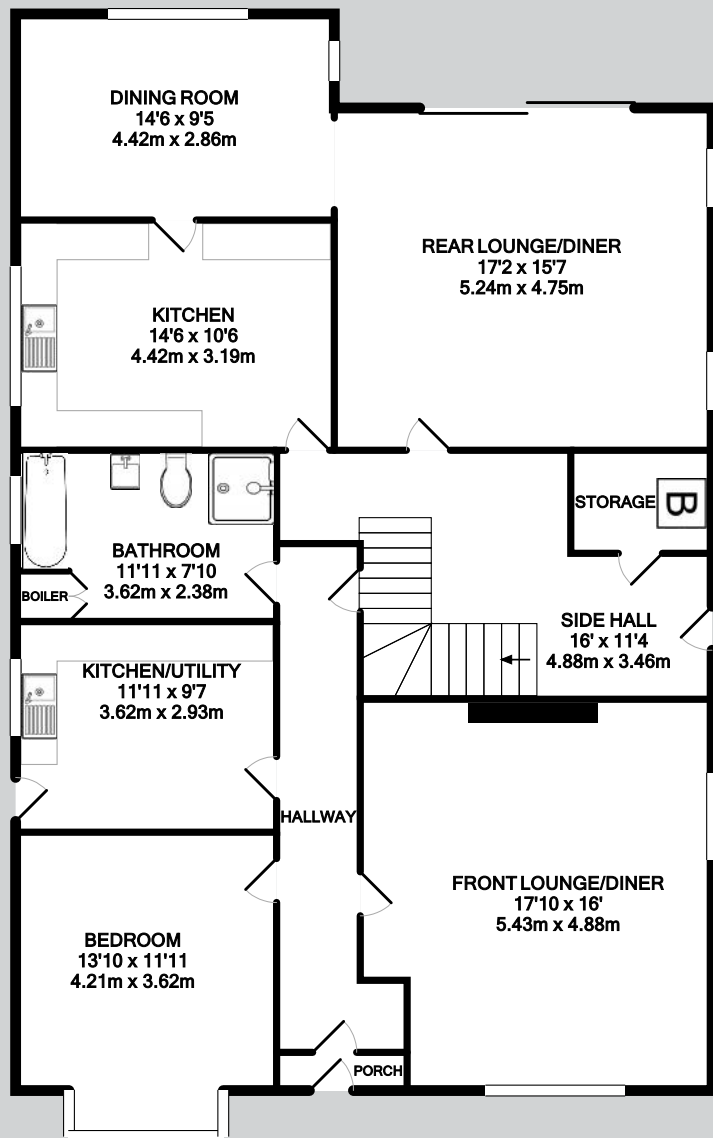 DINING ROOM
14'6 x 9'5
4.42m x 2.86m
REAR LOUNGE/DINER
17'2 x 15'7
5.24m x 4.75m
KITCHEN
14'6 x 10'6
4.42m x 3.19m
STORAGE
B
BATHROOM
11'11 x 7'10
3.62m x 2.38m
BOILER
SIDE HALL
16' x 11'4
4.88m x 3.46m
KITCHEN/UTILITY
11'11 x 9'7
3.62m x 2.93m
HALLWAY
FRONT LOUNGE/DINER
17'10 x 16'
5.43m x 4.88m
BEDROOM
13'10 x 11'11
4.21m x 3.62m
PORCH